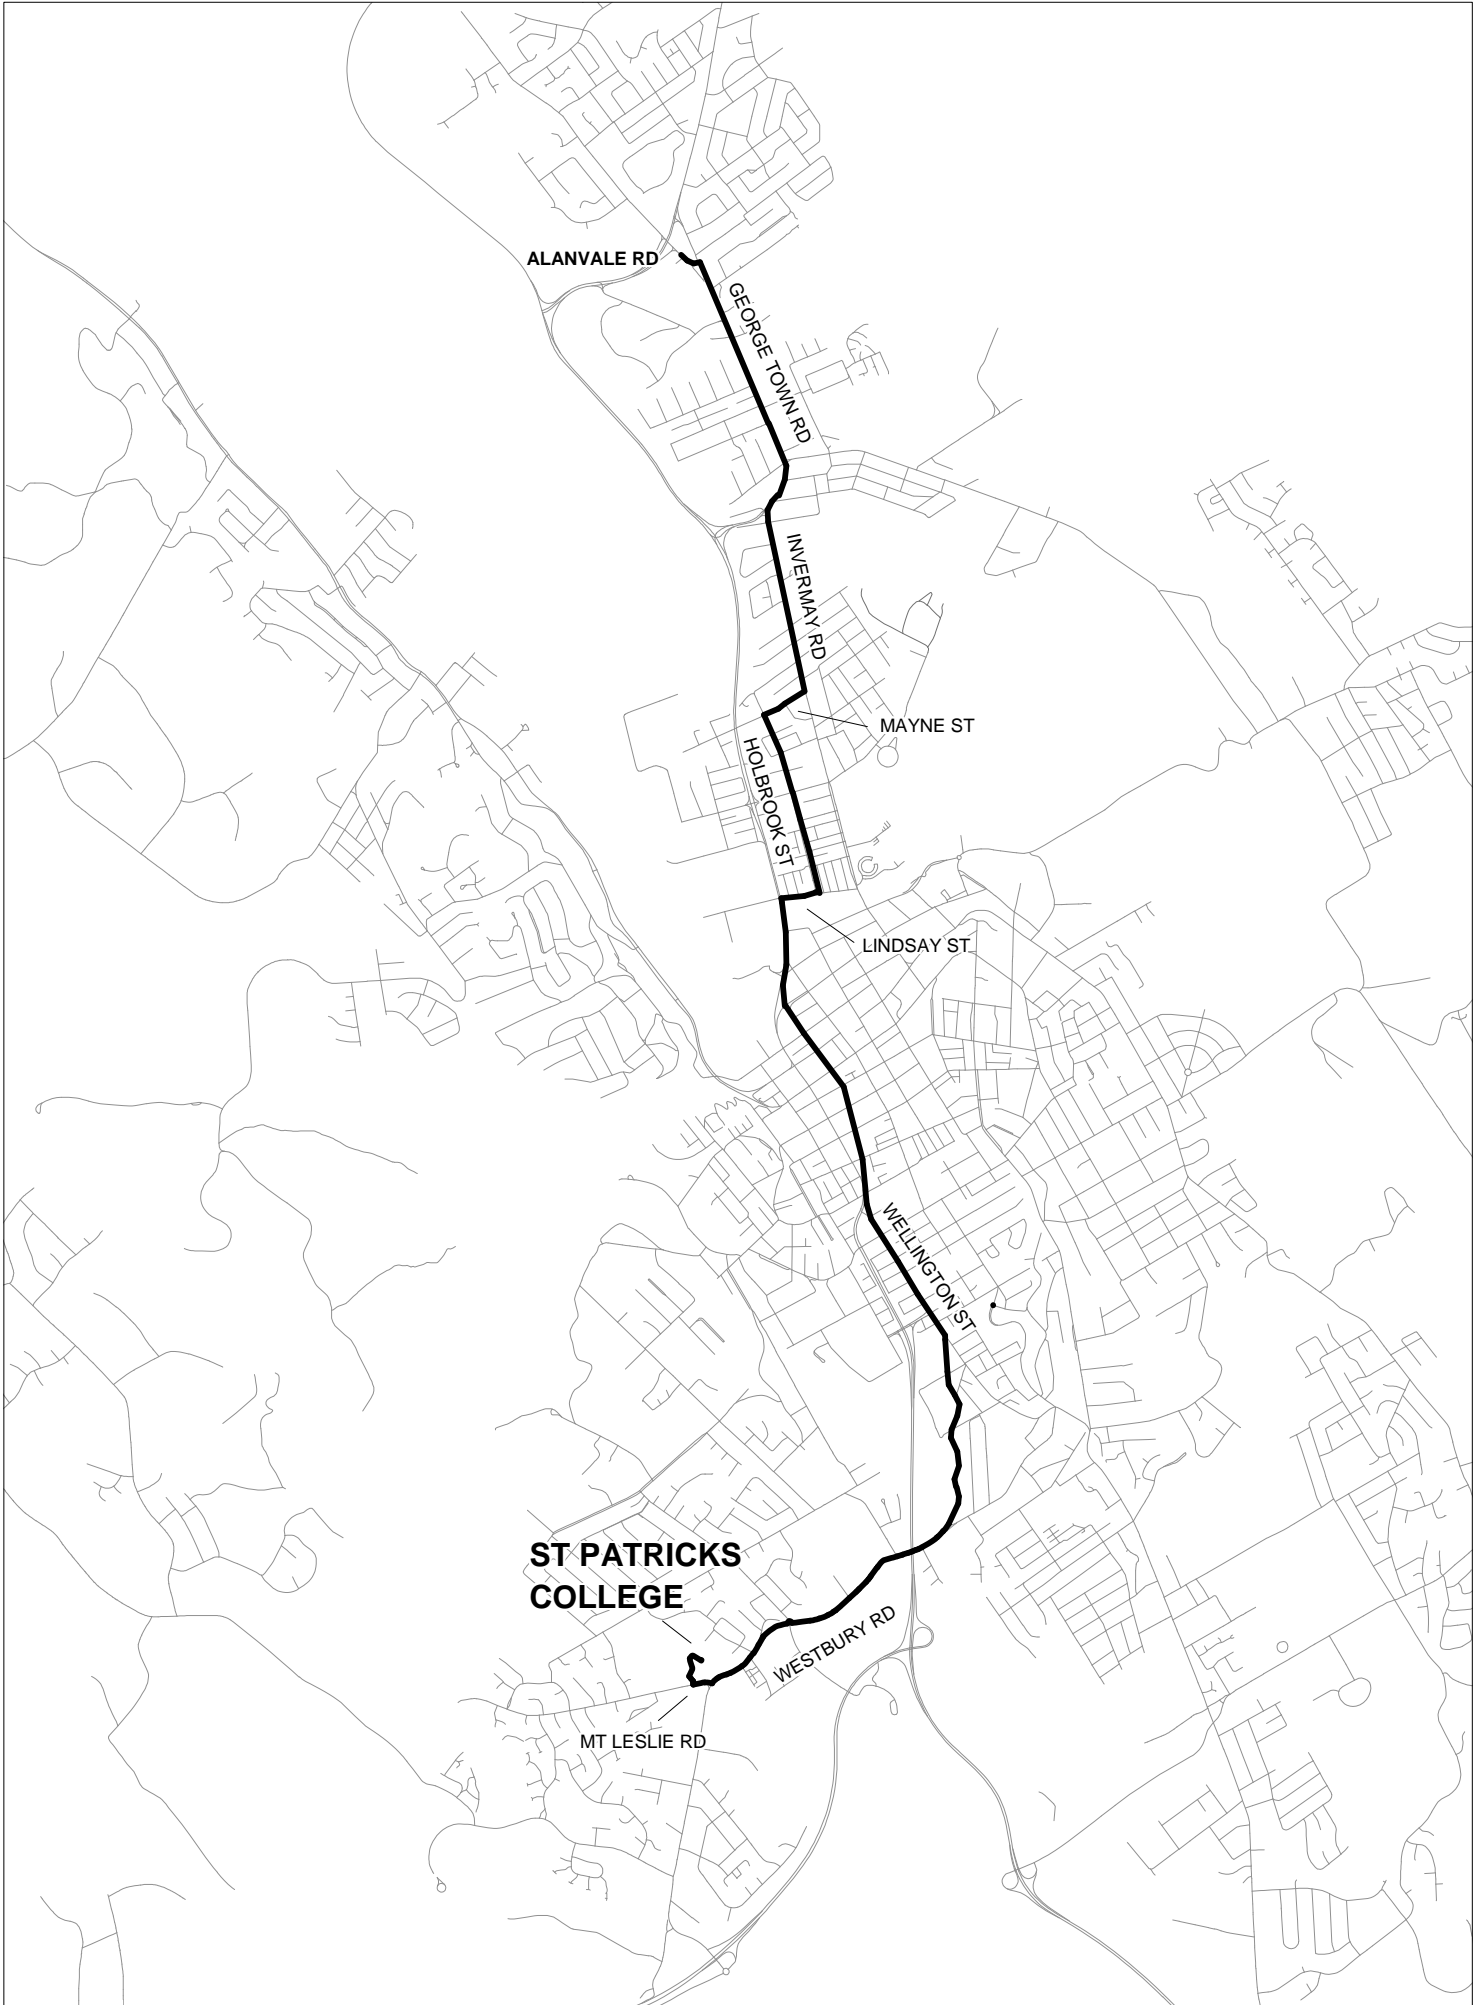 ALANVALE RD
GEORGE TOWN RD
INVERMAY RD
MAYNE ST
HOLBROOK ST
LINDSAY ST
WELLINGTON ST
ST PATRICKS
COLLEGE
WESTBURY RD
MT LESLIE RD